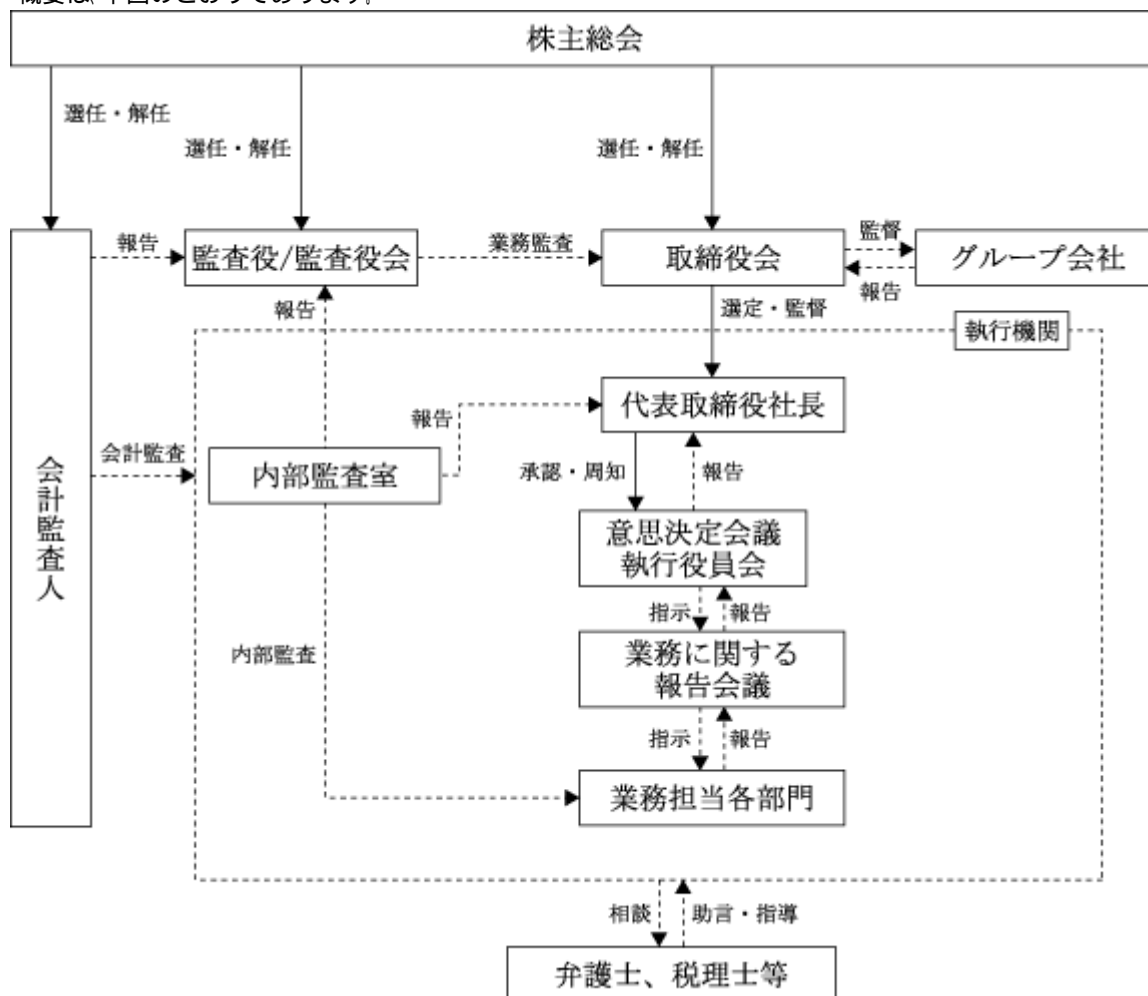 概要は、下図のとおりであります。
株主総会
選任・解任
選任・解任
選任・解任
報告
監査役/監査役会
業務監査
取締役会
監督
報告
グループ会社
報告
選定・監督
執行機関
代表取締役社長
報告
会計監査人
会計監査
内部監査室
承認・周知
報告
意思決定会議
執行役員会
指示
報告
内部監査
業務に関する
報告会議
指示
報告
業務担当各部門
相談
助言・指導
弁護士、税理士等